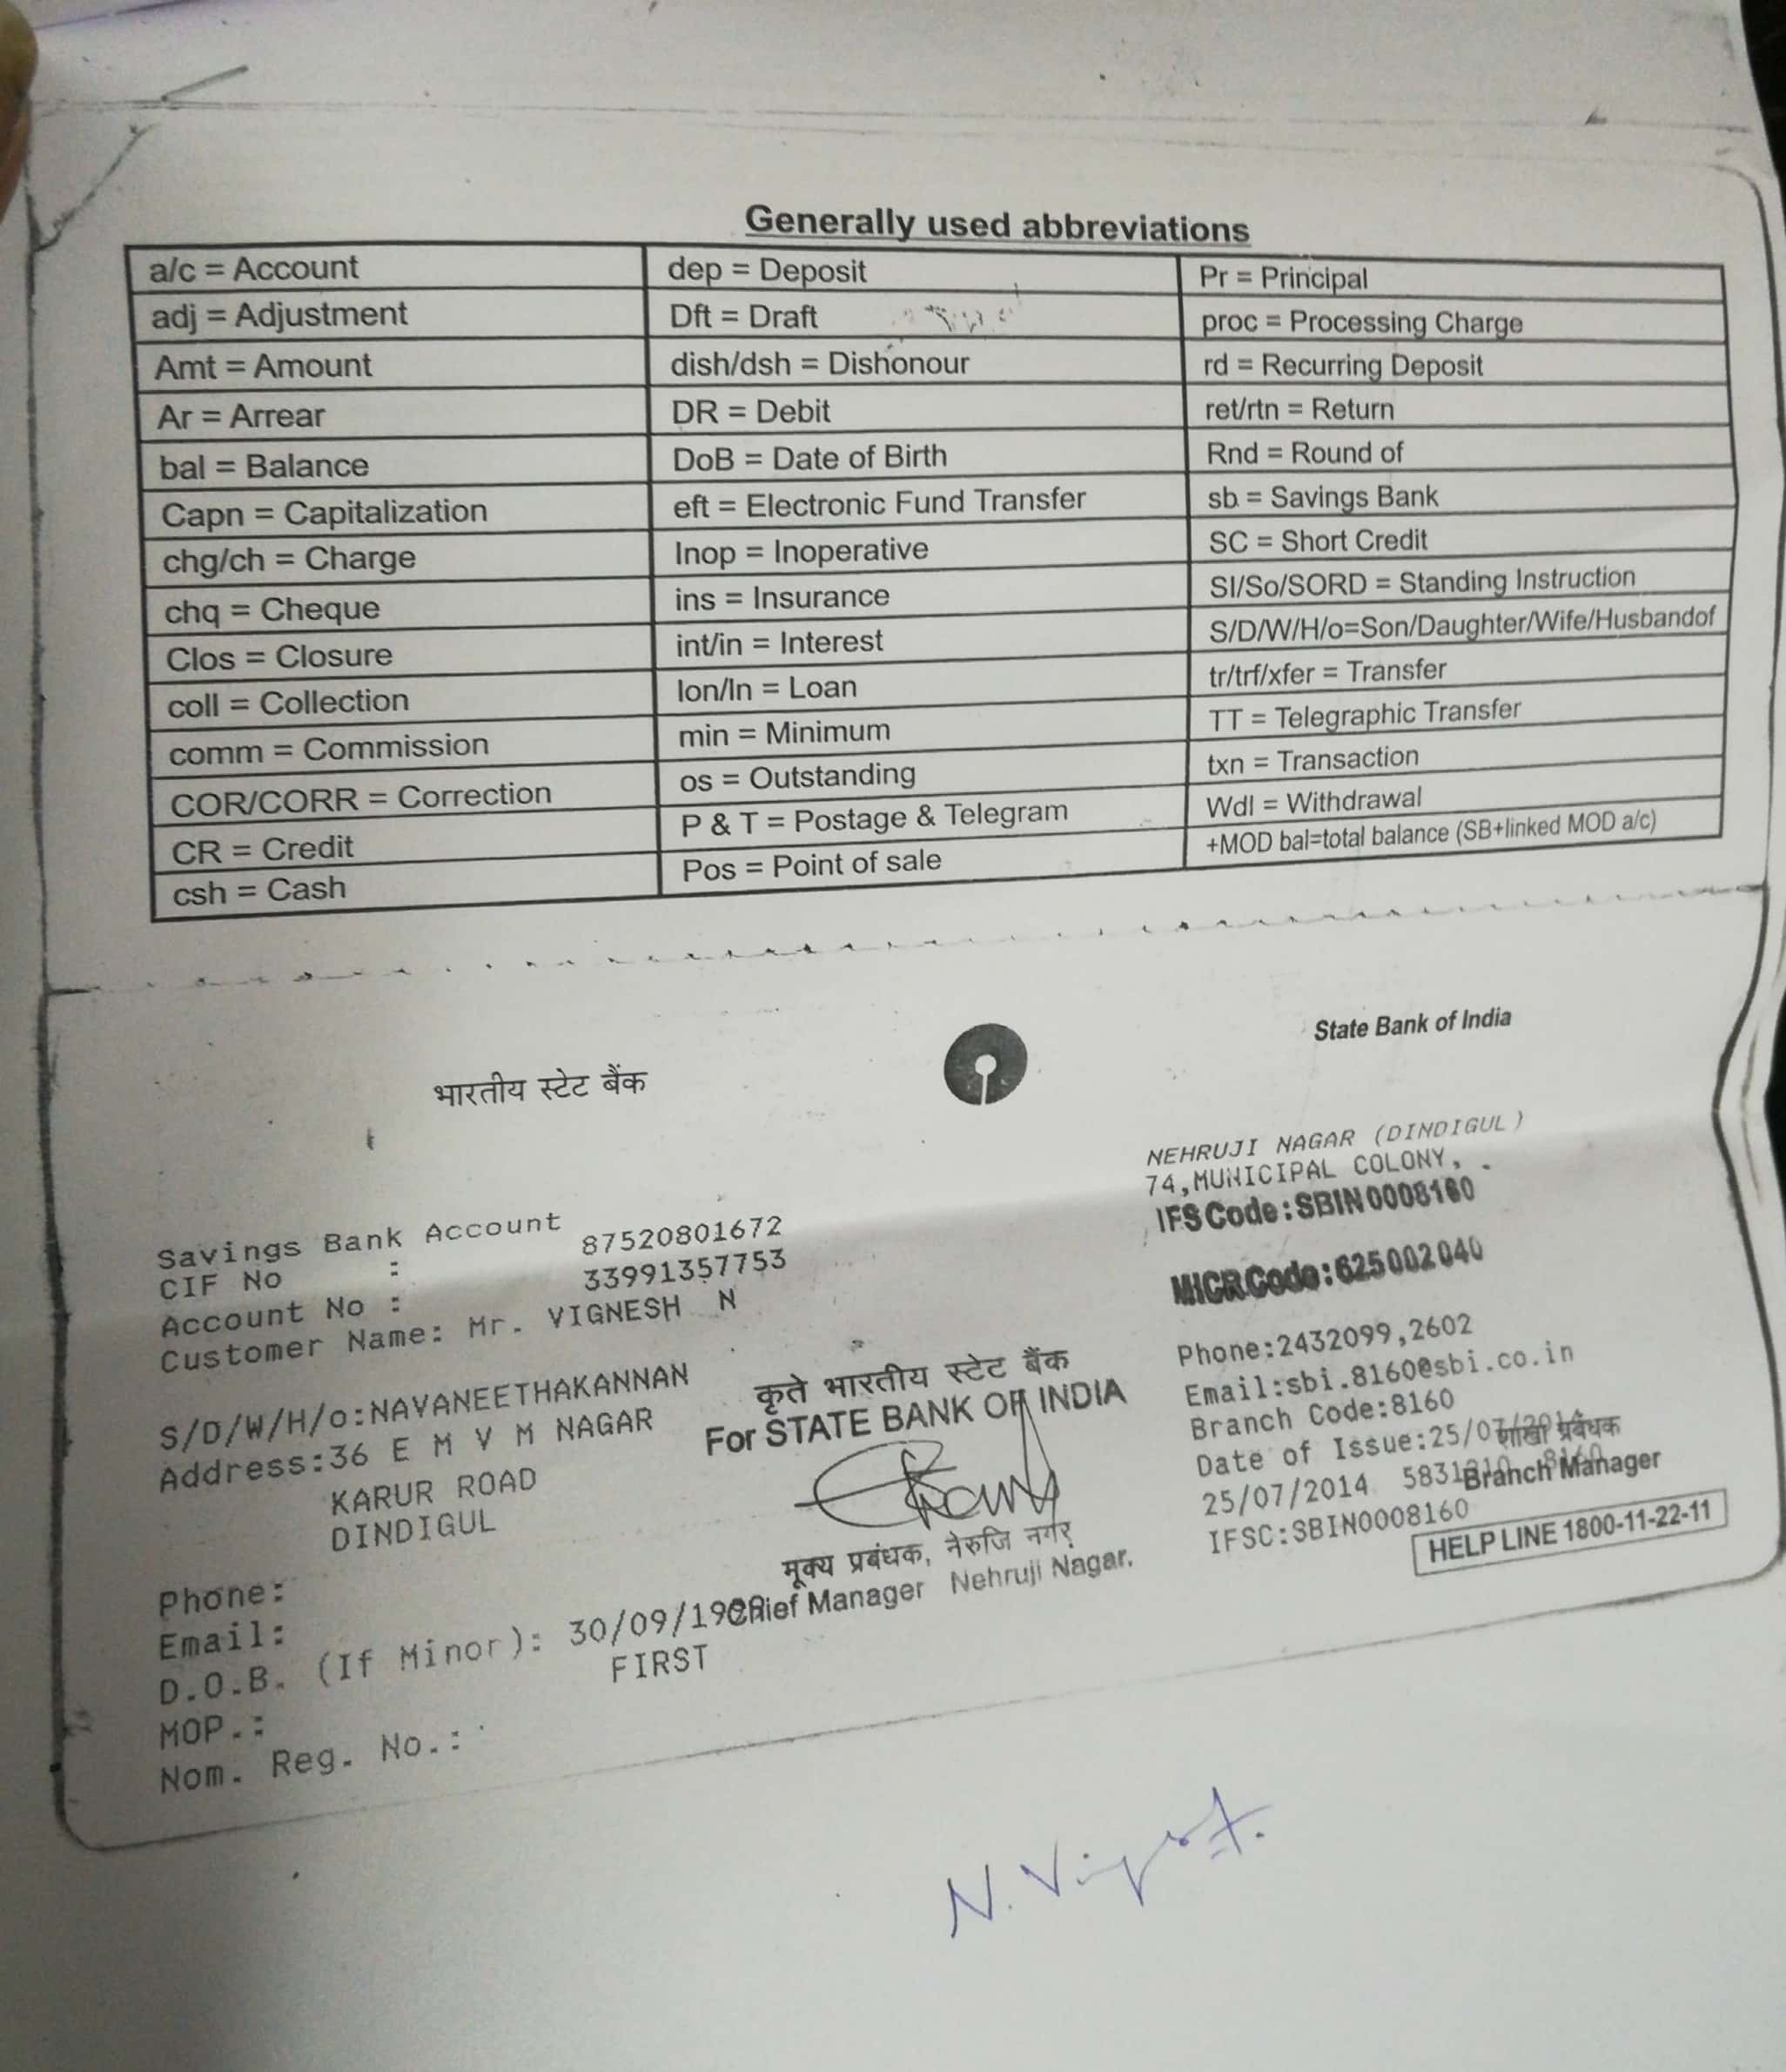 Generally used abbreviations
a/c = Account
adj = Adjustment
Amt = Amount
Ar = Arrear
bal = Balance
Capn = Capitalization
chg/ch = Charge
chq = Cheque
Clos = Closure
coll = Collection
comm = Commission
COR/CORR = Correction
CR = Credit
csh = Cash
dep = Deposit
Dft = Draft
dish/dsh = Dishonour
DR = Debit
DoB = Date of Birth
eft = Electronic Fund Transfer
Inop = Inoperative
ins = Insurance
int/in = Interest
lon/ln = Loan
min = Minimum
os = Outstanding
P & T = Postage & Telegram
Pos = Point of sale
Pr = Principal
proc = Processing Charge
rd = Recurring Deposit
ret/rtn = Return
Rnd = Round of
sb = Savings Bank
SC = Short Credit
SI/So/SORD = Standing Instruction
S/D/W/H/o=Son/Daughter/Wife/Husbandof
tr/trf/xfer = Transfer
TT = Telegraphic Transfer
txn = Transaction
Wdl = Withdrawal
+MOD bal=total balance (SB+linked MOD a/c)
भारतीय स्टेट बैंक
State Bank of India
Savings Bank Account
CIF No : 87520801672
Account No : 33991357753
Customer Name: Mr. VIGNESH N
S/D/W/H/o:NAVANEETHAKANNAN
Address:36 E M V M NAGAR
KARUR ROAD
DINDIGUL
Phone:
Email:
D.O.B. (If Minor): 30/09/19
MOP.: FIRST
Nom. Reg. No.:
कृते भारतीय स्टेट बैंक
For STATE BANK OF INDIA
मूक्य प्रबंधक, नेरुजि नगर्
Chief Manager Nehruji Nagar.
NEHRUJI NAGAR (DINDIGUL)
74,MUNICIPAL COLONY,
IFS Code:SBIN0008160
MICR Code:625002040
Phone:2432099,2602
Email:sbi.8160@sbi.co.in
Branch Code:8160
Date of Issue:25/07/2014
शाखा प्रबंधक
25/07/2014
Branch Manager
IFSC:SBIN0008160
HELP LINE 1800-11-22-11
N.